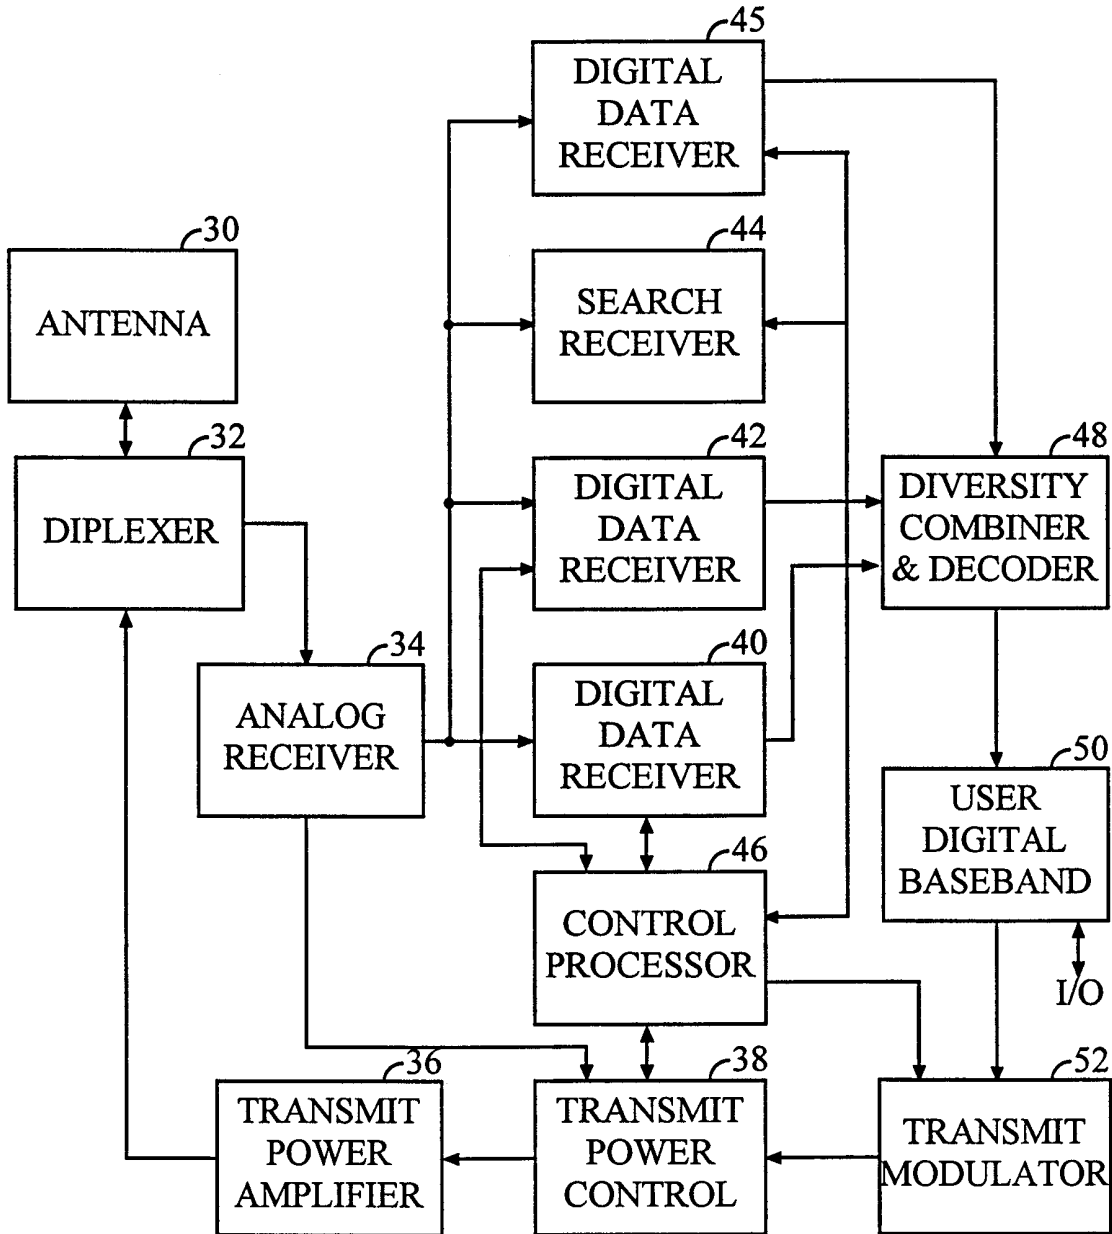 45
DIGITAL
DATA
RECEIVER
30
ANTENNA
44
SEARCH
RECEIVER
32
DIPLEXER
42
DIGITAL
DATA
RECEIVER
48
DIVERSITY
COMBINER
& DECODER
34
ANALOG
RECEIVER
40
DIGITAL
DATA
RECEIVER
50
USER
DIGITAL
BASEBAND
I/O
46
CONTROL
PROCESSOR
36
TRANSMIT
POWER
AMPLIFIER
38
TRANSMIT
POWER
CONTROL
52
TRANSMIT
MODULATOR